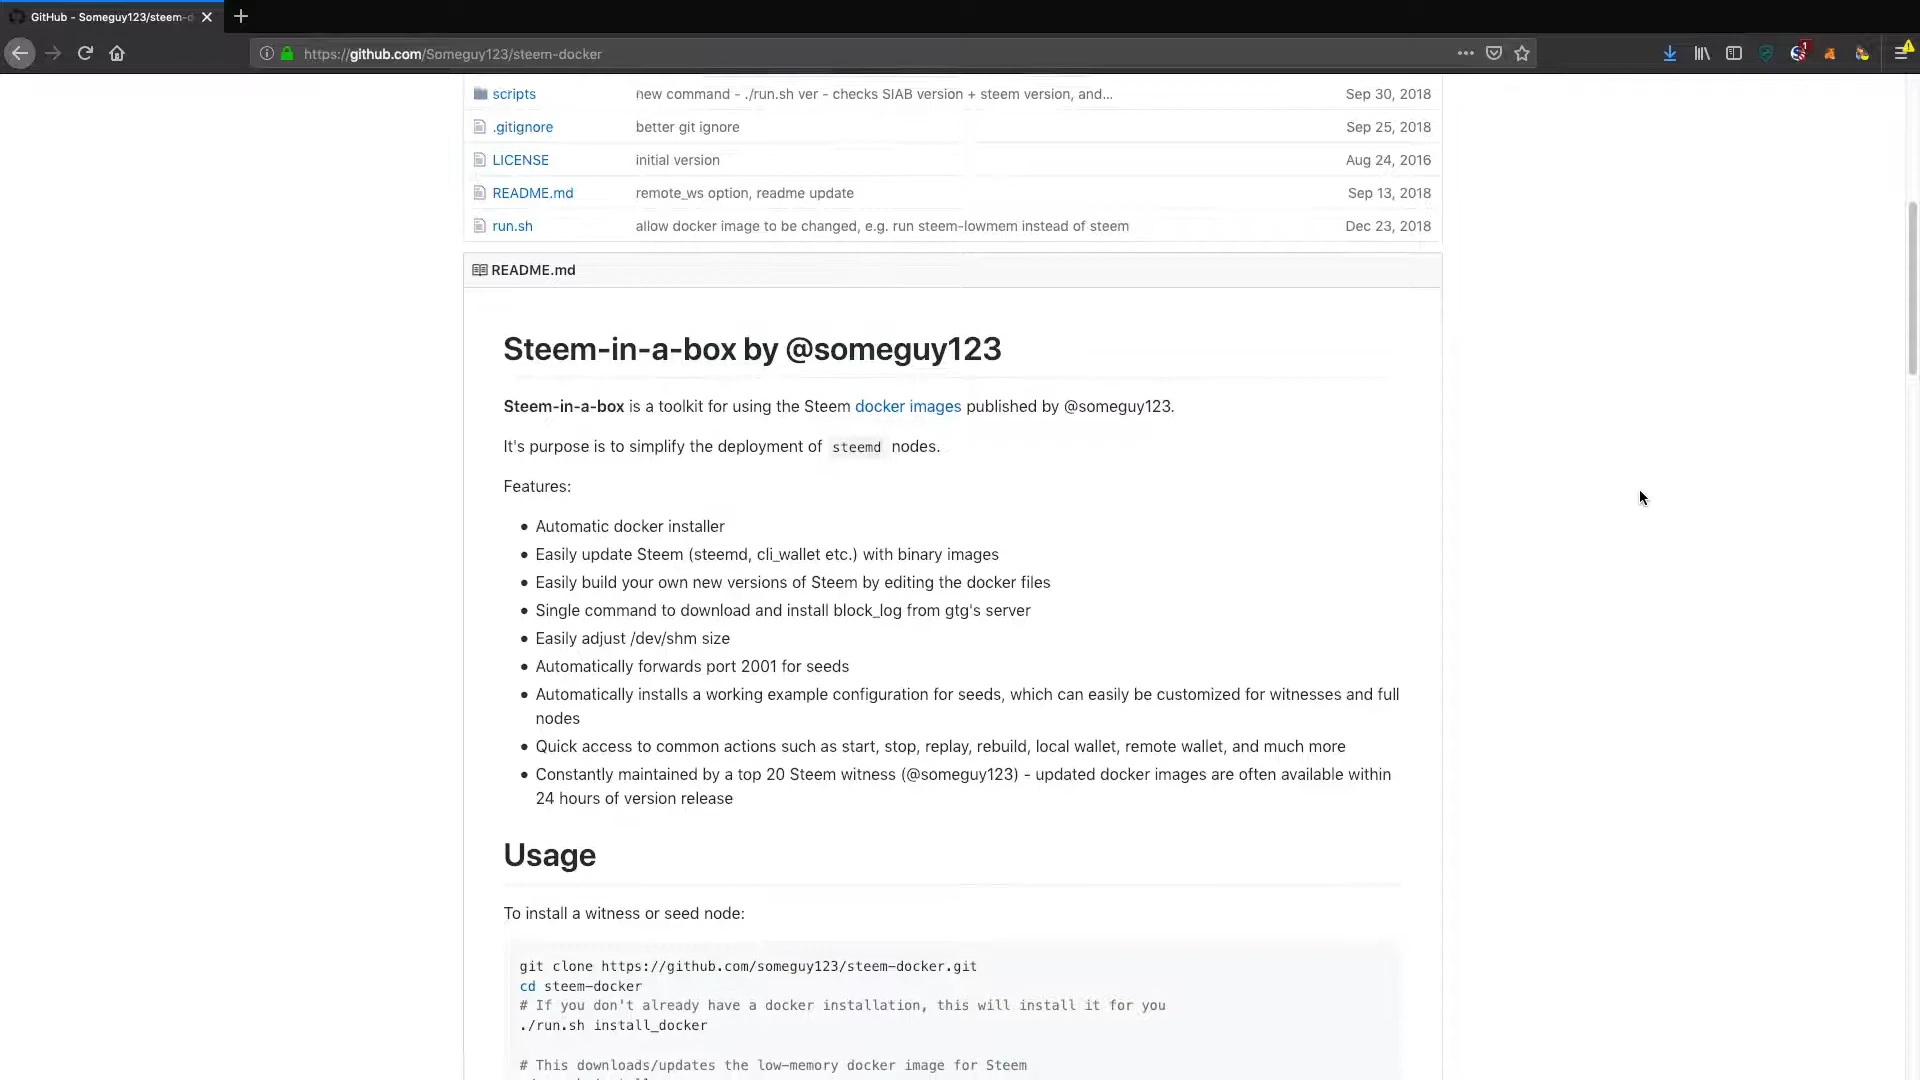 GitHub - Someguy123/steem-d
https://github.com/Someguy123/steem-docker
1
scripts new command - ./run.sh ver - checks SIAB version + steem version, and... Sep 30, 2018
.gitignore better git ignore Sep 25, 2018
LICENSE initial version Aug 24, 2016
README.md remote_ws option, readme update Sep 13, 2018
run.sh allow docker image to be changed, e.g. run steem-lowmem instead of steem Dec 23, 2018
README.md
Steem-in-a-box by @someguy123
Steem-in-a-box is a toolkit for using the Steem docker images published by @someguy123.
It's purpose is to simplify the deployment of steemd nodes.
Features:
• Automatic docker installer
• Easily update Steem (steemd, cli_wallet etc.) with binary images
• Easily build your own new versions of Steem by editing the docker files
• Single command to download and install block_log from gtg's server
• Easily adjust /dev/shm size
• Automatically forwards port 2001 for seeds
• Automatically installs a working example configuration for seeds, which can easily be customized for witnesses and full
nodes
• Quick access to common actions such as start, stop, replay, rebuild, local wallet, remote wallet, and much more
• Constantly maintained by a top 20 Steem witness (@someguy123) - updated docker images are often available within
24 hours of version release
Usage
To install a witness or seed node:
git clone https://github.com/someguy123/steem-docker.git
cd steem-docker
# If you don't already have a docker installation, this will install it for you
./run.sh install_docker
# This downloads/updates the low-memory docker image for Steem